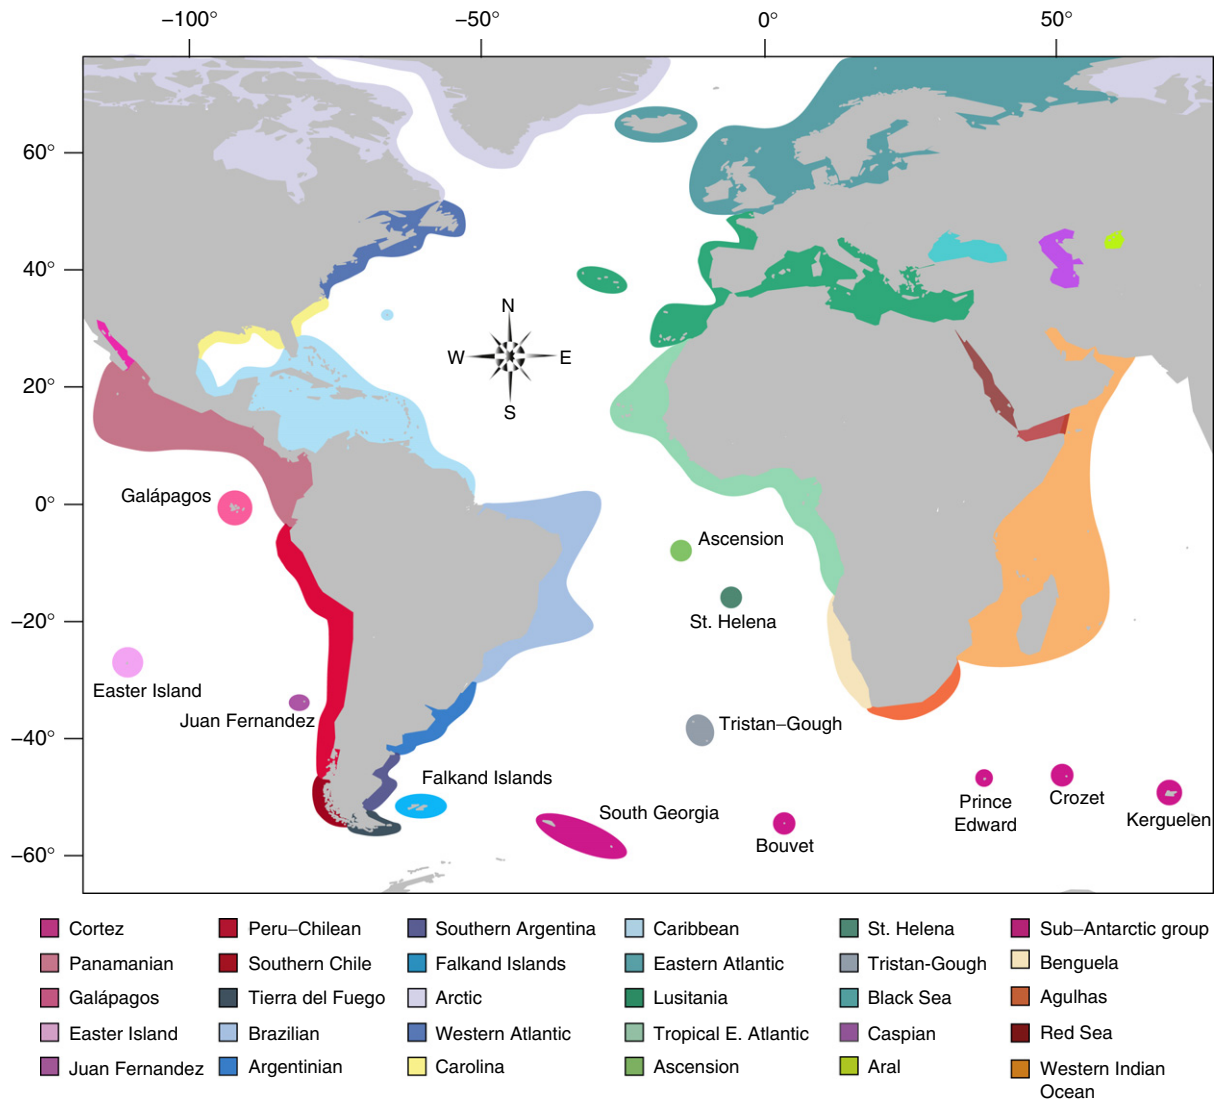 −100°
−50°
0°
50°
60°
40°
20°
0°
−20°
−40°
−60°
N
W
E
S
Galápagos
Ascension
St. Helena
Easter Island
Juan Fernandez
Tristan−Gough
Falkand Islands
South Georgia
Bouvet
Prince
Edward
Crozet
Kerguelen
Cortez
Panamanian
Galápagos
Easter Island
Juan Fernandez
Peru−Chilean
Southern Chile
Tierra del Fuego
Brazilian
Argentinian
Southern Argentina
Falkand Islands
Arctic
Western Atlantic
Carolina
Caribbean
Eastern Atlantic
Lusitania
Tropical E. Atlantic
Ascension
St. Helena
Tristan-Gough
Black Sea
Caspian
Aral
Sub−Antarctic group
Benguela
Agulhas
Red Sea
Western Indian
Ocean